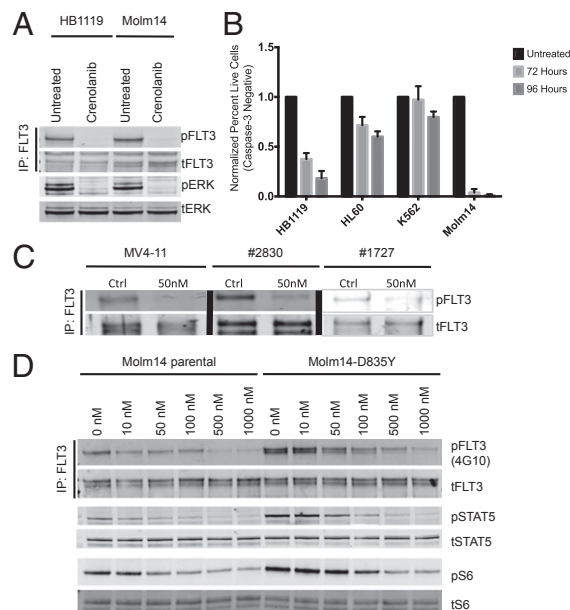 A
HB1119 Molm14
Untreated Crenolanib Untreated Crenolanib
IP: FLT3
pFLT3
tFLT3
pERK
tERK
B
Normalized Percent Live Cells
(Caspase-3 Negative)
1.5
1.0
0.5
0.0
HB1119 HL60 K562 Molm14
Untreated
72 Hours
96 Hours
C
MV4-11 #2830 #1727
Ctrl 50nM Ctrl 50nM Ctrl 50nM
IP: FLT3
pFLT3
tFLT3
D
Molm14 parental Molm14-D835Y
0 nM 10 nM 50 nM 100 nM 500 nM 1000 nM 0 nM 10 nM 50 nM 100 nM 500 nM 1000 nM
IP: FLT3
pFLT3
(4G10)
tFLT3
pSTAT5
tSTAT5
pS6
tS6